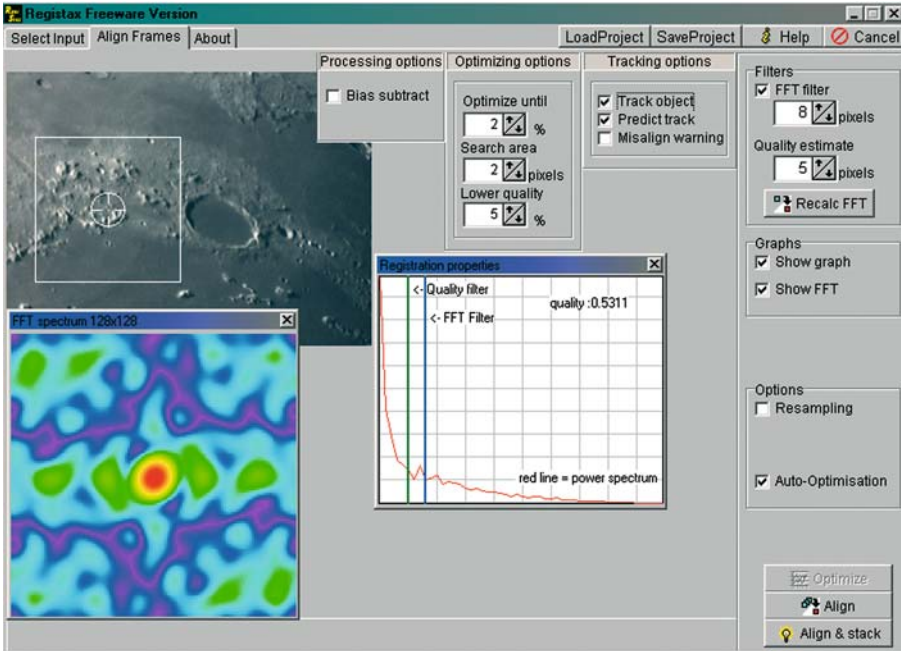 Registax Freeware Version
Select Input Align Frames About LoadProject SaveProject Help Cancel
Processing options
Bias subtract
Optimizing options
Optimize until
2 %
Search area
2 pixels
Lower quality
5 %
Tracking options
Track object
Predict track
Misalign warning
Filters
FFT filter
8 pixels
Quality estimate
5 pixels
Recalc FFT
Graphs
Show graph
Show FFT
Registration properties
<- Quality filter
quality :0.5311
<- FFT Filter
red line = power spectrum
FFT spectrum 128x128
Options
Resampling
Auto-Optimisation
Optimize
Align
Align & stack